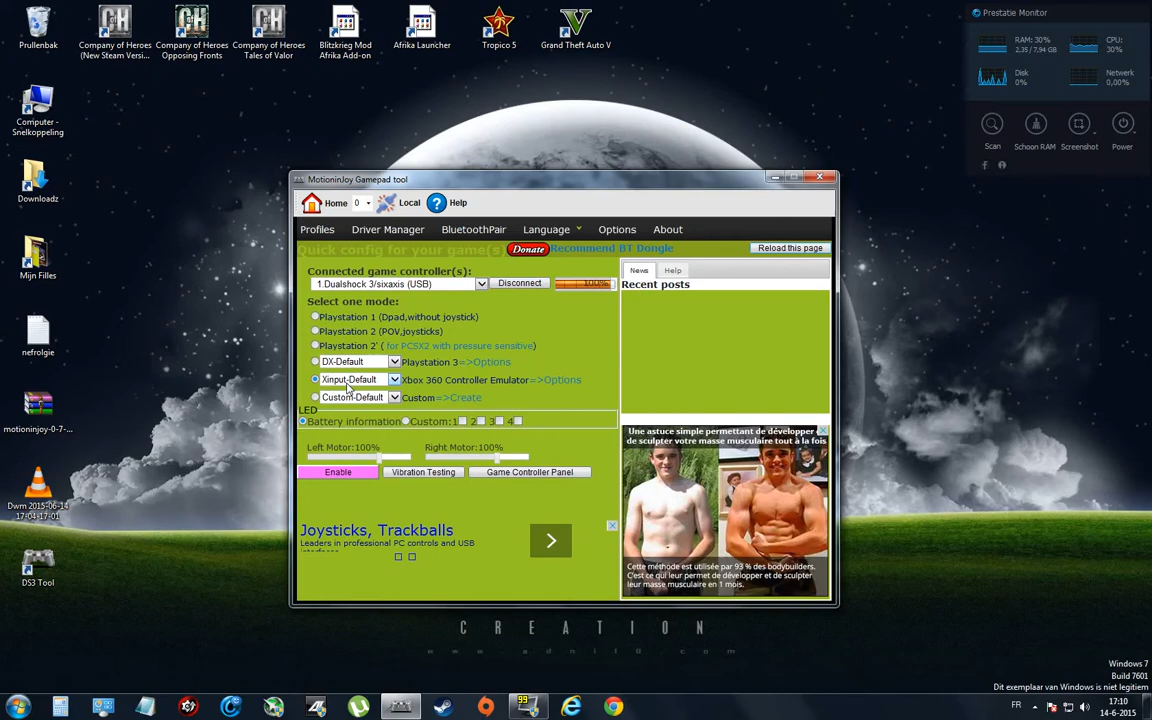 Prullenbak
Company of Heroes
(New Steam Versi...
Company of Heroes
Opposing Fronts
Company of Heroes
Tales of Valor
Blitzkrieg Mod
Afrika Add-on
Afrika Launcher
Tropico 5
Grand Theft Auto V
Computer -
Snelkoppeling
Downloadz
Mijn Filles
nefrolgie
motioninjoy-0-7-...
Dwm 2015-06-14
17-04-17-01
DS3 Tool
Prestatie Monitor
RAM: 30%
2,35 / 7,94 GB
CPU:
30%
Disk
0%
Netwerk
0,00%
Scan
Schoon RAM
Screenshot
Power
MotioninJoy Gamepad tool
Home
0
Local
Help
Profiles
Driver Manager
BluetoothPair
Language
Options
About
Quick config for your game(s)
Donate
Recommend BT Dongle
Reload this page
Connected game controller(s):
1.Dualshock 3/sixaxis (USB)
Disconnect
100%
Select one mode:
Playstation 1 (Dpad,without joystick)
Playstation 2 (POV,joysticks)
Playstation 2' ( for PCSX2 with pressure sensitive)
DX-Default
Playstation 3=>Options
Xinput-Default
Xbox 360 Controller Emulator=>Options
Custom-Default
Custom=>Create
LED
Battery information
Custom:1
2
3
4
Left Motor:100%
Right Motor:100%
Enable
Vibration Testing
Game Controller Panel
Joysticks, Trackballs
Leaders in professional PC controls and USB
News
Help
Recent posts
Une astuce simple permettant de développer
de sculpter votre masse musculaire tout à la fois
Cette méthode est utilisée par 93 % des bodybuilders.
C'est ce qui leur permet de développer et de sculpter
leur masse musculaire en 1 mois.
C R E A T I O N
Windows 7
Build 7601
Dit exemplaar van Windows is niet legitiem
99
FR
17:10
14-6-2015